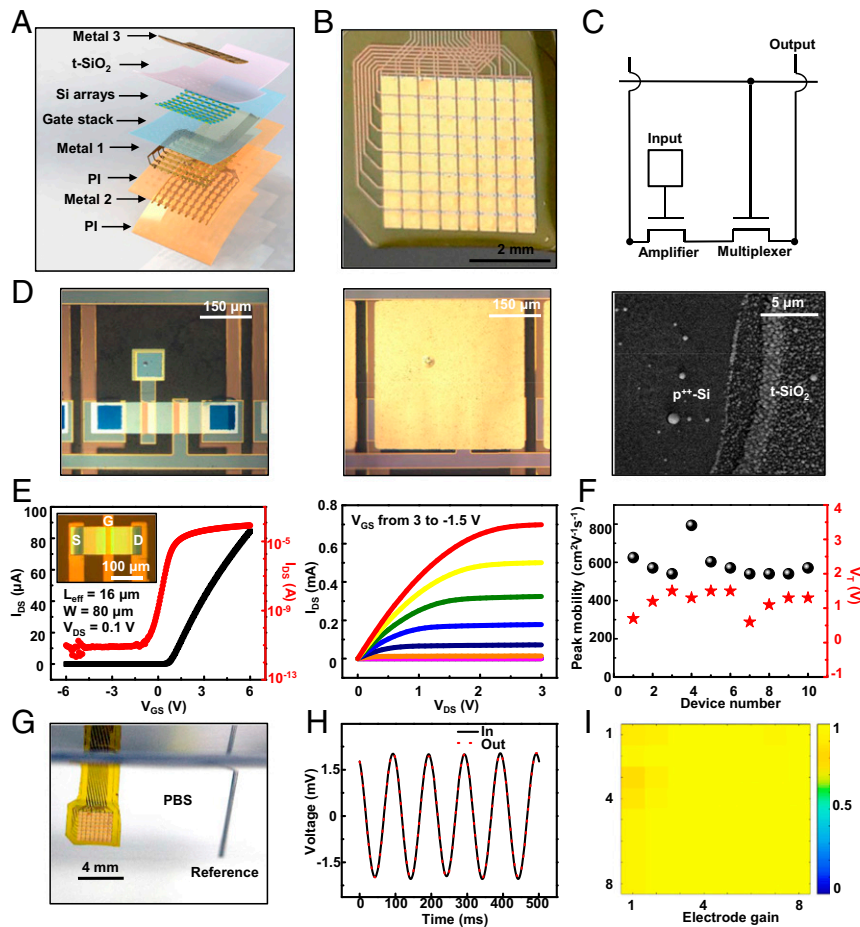 A
Metal 3
t-SiO2
Si arrays
Gate stack
Metal 1
PI
Metal 2
PI
B
2 mm
C
Output
Input
Amplifier
Multiplexer
D
150 µm
150 µm
5 µm
p++-Si
t-SiO2
E
IDS (µA)
100
80
60
40
20
0
G
S
D
100 µm
Leff = 16 µm
W = 80 µm
VDS = 0.1 V
10-5
10-9
10-13
IDS (A)
-6
-3
0
3
6
VGS (V)
VGS from 3 to -1.5 V
IDS (mA)
0.8
0.6
0.4
0.2
0.0
0
1
2
3
VDS (V)
F
Peak mobility (cm2V-1s-1)
800
600
400
200
0
4
3
2
1
0
-1
VT (V)
0
2
4
6
8
10
Device number
G
PBS
4 mm
Reference
H
In
Out
Voltage (mV)
3
1.5
0
-1.5
0
100
200
300
400
500
Time (ms)
I
1
4
8
1
4
8
Electrode gain
1
0.5
0